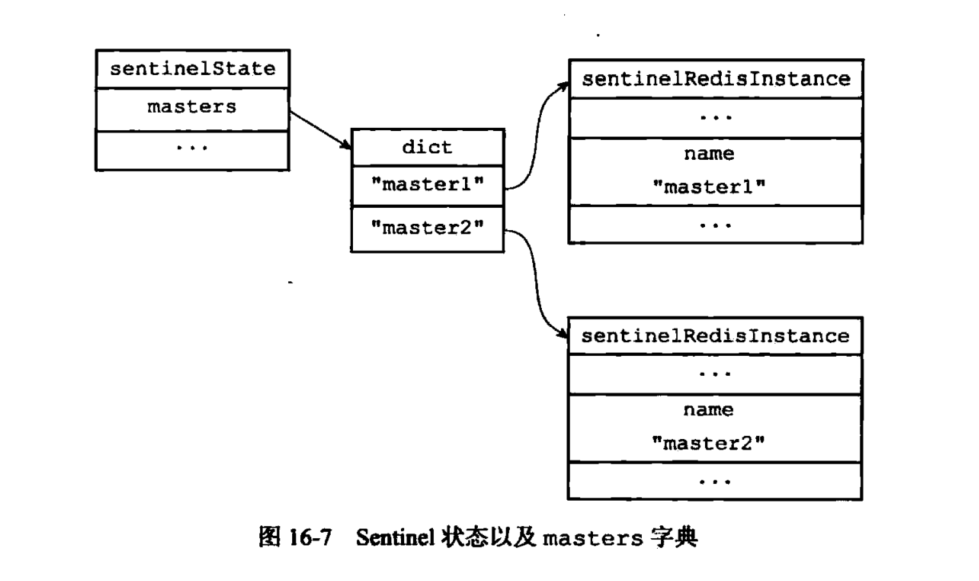 sentinelState
masters
...
dict
"master1"
"master2"
sentinelRedisInstance
...
name
"master1"
...
sentinelRedisInstance
...
name
"master2"
...
图 16-7 Sentinel 状态以及 masters 字典